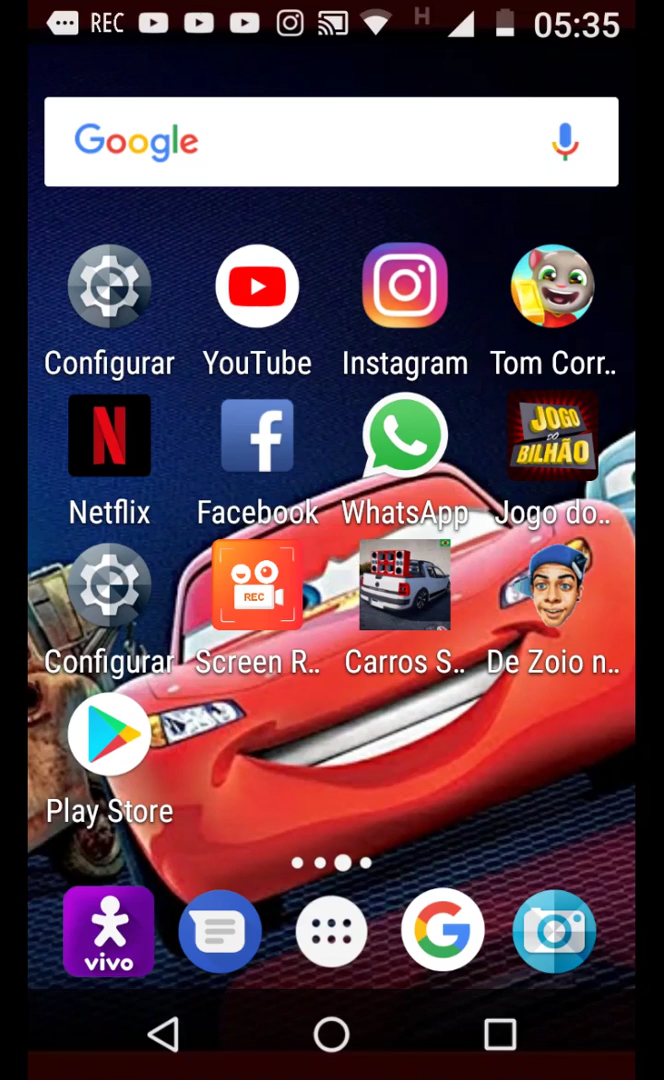 REC H 05:35
Google
Configurar YouTube Instagram Tom Corr..
JOGO
DO
BILHÃO
Netflix Facebook WhatsApp Jogo do..
REC
Configurar Screen R.. Carros S.. De Zoio n..
Play Store
vivo